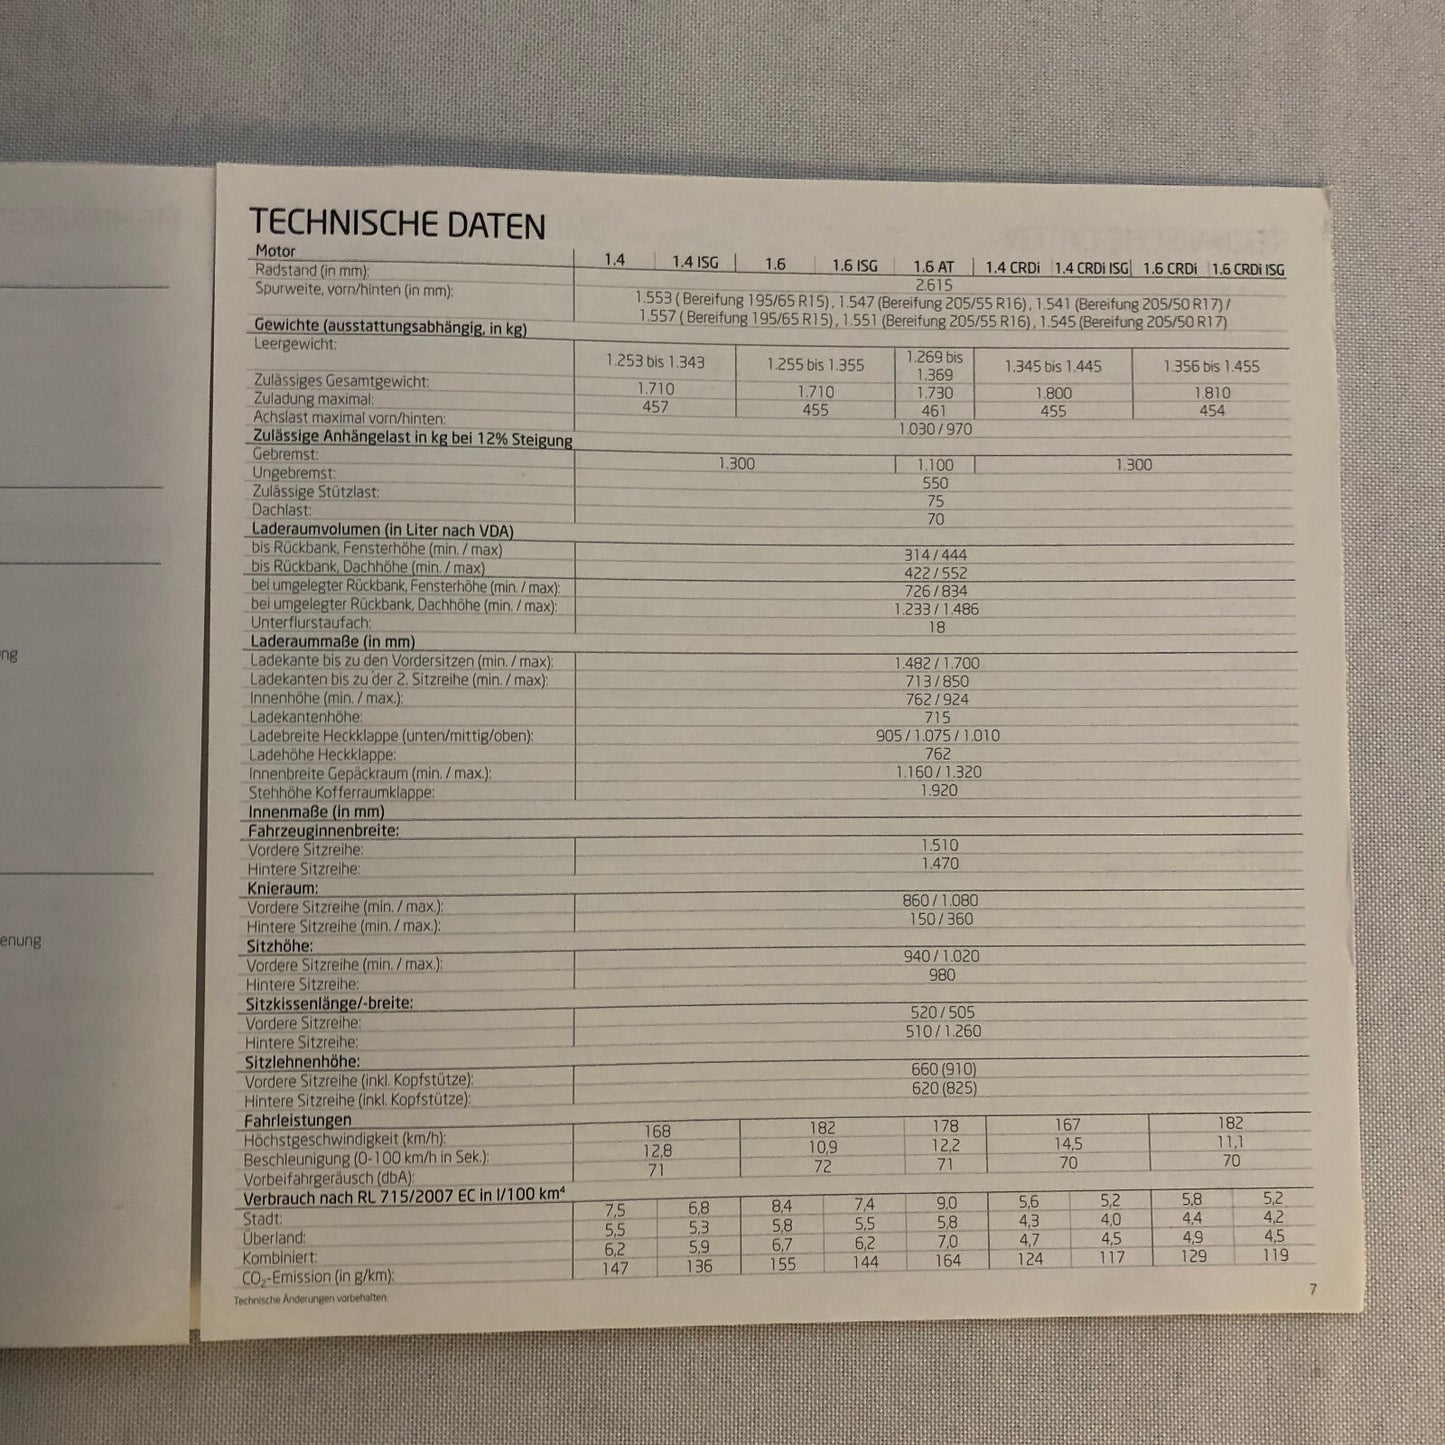 TECHNISCHE DATEN
Motor 1.4 1.4 ISG 1.6 1.6 ISG 1.6 AT 1.4 CRDi 1.4 CRDi ISG 1.6 CRDi 1.6 CRDi ISG
Radstand (in mm): 2.615
Spurweite, vorn/hinten (in mm): 1.553 ( Bereifung 195/65 R15) , 1.547 (Bereifung 205/55 R16) , 1.541 (Bereifung 205/50 R17) /
1.557 ( Bereifung 195/65 R15) , 1.551 (Bereifung 205/55 R16) , 1.545 (Bereifung 205/50 R17)
Gewichte (ausstattungsabhängig, in kg)
Leergewicht: 1.253 bis 1.343 1.255 bis 1.355 1.269 bis 1.369 1.345 bis 1.445 1.356 bis 1.455
Zulässiges Gesamtgewicht: 1.710 1.710 1.730 1.800 1.810
Zuladung maximal: 457 455 461 455 454
Achslast maximal vorn/hinten: 1.030 / 970
Zulässige Anhängelast in kg bei 12% Steigung
Gebremst: 1.300 1.100 1.300
Ungebremst: 550
Zulässige Stützlast: 75
Dachlast: 70
Laderaumvolumen (in Liter nach VDA)
bis Rückbank, Fensterhöhe (min. / max) 314 / 444
bis Rückbank, Dachhöhe (min. / max) 422 / 552
bei umgelegter Rückbank, Fensterhöhe (min. / max): 726 / 834
bei umgelegter Rückbank, Dachhöhe (min. / max): 1.233 / 1.486
Unterflurstaufach: 18
Laderaummaße (in mm)
Ladekante bis zu den Vordersitzen (min. / max): 1.482 / 1.700
Ladekanten bis zu der 2. Sitzreihe (min. / max): 713 / 850
Innenhöhe (min. / max.): 762 / 924
Ladekantenhöhe: 715
Ladebreite Heckklappe (unten/mittig/oben): 905 / 1.075 / 1.010
Ladehöhe Heckklappe: 762
Innenbreite Gepäckraum (min. / max.): 1.160 / 1.320
Stehhöhe Kofferraumklappe: 1.920
Innenmaße (in mm)
Fahrzeuginnenbreite:
Vordere Sitzreihe: 1.510
Hintere Sitzreihe: 1.470
Knieraum:
Vordere Sitzreihe (min. / max.): 860 / 1.080
Hintere Sitzreihe (min. / max.): 150 / 360
Sitzhöhe:
Vordere Sitzreihe (min. / max.): 940 / 1.020
Hintere Sitzreihe: 980
Sitzkissenlänge/-breite:
Vordere Sitzreihe: 520 / 505
Hintere Sitzreihe: 510 / 1.260
Sitzlehnenhöhe:
Vordere Sitzreihe (inkl. Kopfstütze): 660 (910)
Hintere Sitzreihe (inkl. Kopfstütze): 620 (825)
Fahrleistungen
Höchstgeschwindigkeit (km/h): 168 182 178 167 182
Beschleunigung (0-100 km/h in Sek.): 12,8 10,9 12,2 14,5 11,1
Vorbeifahrgeräusch (dbA): 71 72 71 70 70
Verbrauch nach RL 715/2007 EC in l/100 km⁴
Stadt: 7,5 6,8 8,4 7,4 9,0 5,6 5,2 5,8 5,2
Überland: 5,5 5,3 5,8 5,5 5,8 4,3 4,0 4,4 4,2
Kombiniert: 6,2 5,9 6,7 6,2 7,0 4,7 4,5 4,9 4,5
CO₂-Emission (in g/km): 147 136 155 144 164 124 117 129 119
Technische Änderungen vorbehalten.
7
ng
enung